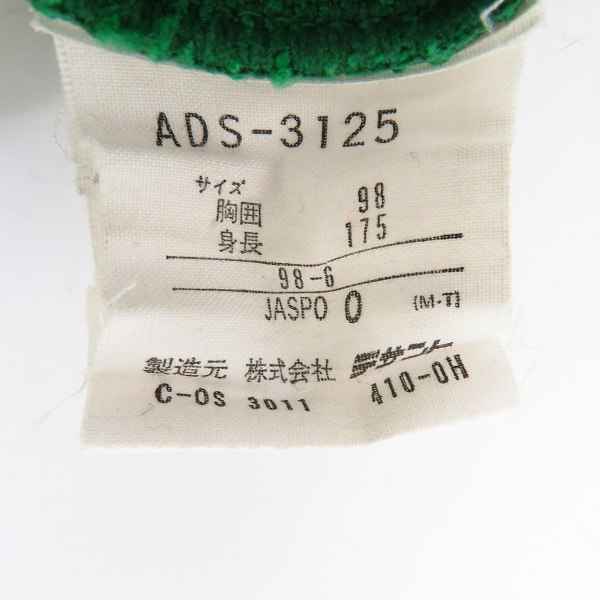 ADS-3125
サイズ
胸囲 98
身長 175
98-6
JASPO O (M-T)
製造元 株式会社 デサント
C-OS 3011 410-OH